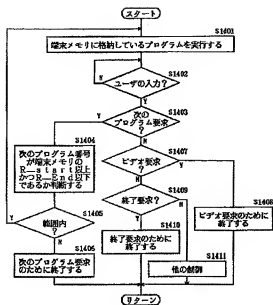 スタート
S1401
端末メモリに格納しているプログラムを実行する
S1402
ユーザの入力?
N
Y
S1403
次の
プログラム要求
?
Y
N
S1404
次のプログラム番号
が端末メモリの
R_start以上
かつR_End以下
であるか判断する
S1407
ビデオ要求
?
Y
N
S1409
終了要求?
Y
N
S1405
範囲内
?
Y
N
S1408
ビデオ要求のために
終了する
S1410
終了要求のために
終了する
S1406
次のプログラム要求
のために終了する
S1411
他の制御
リターン